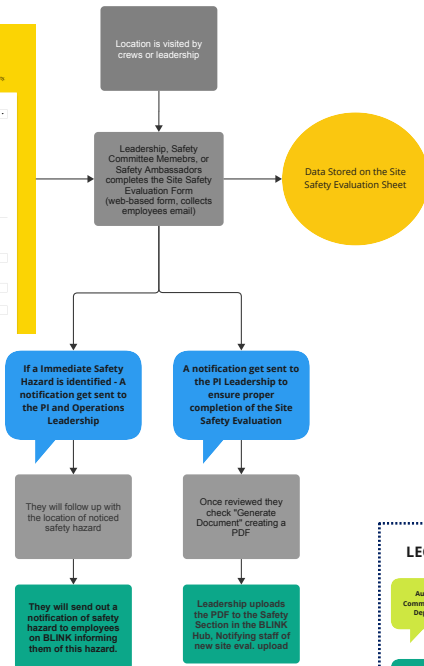 Location is visited by
crews or leadership
Leadership, Safety
Committee Memebrs, or
Safety Ambassadors
completes the Site Safety
Evaluation Form
(web-based form, collects
employees email)
Data Stored on the Site
Safety Evaluation Sheet
If a Immediate Safety
Hazard is identified - A
notification get sent to
the PI and Operations
Leadership
A notification get sent to
the PI Leadership to
ensure proper
completion of the Site
Safety Evaluation
They will follow up with
the location of noticed
safety hazard
Once reviewed they
check "Generate
Document" creating a
PDF
They will send out a
notification of safety
hazard to employees
on BLINK informing
them of this hazard.
Leadership uploads
the PDF to the Safety
Section in the BLINK
Hub, Notifying staff of
new site eval. upload